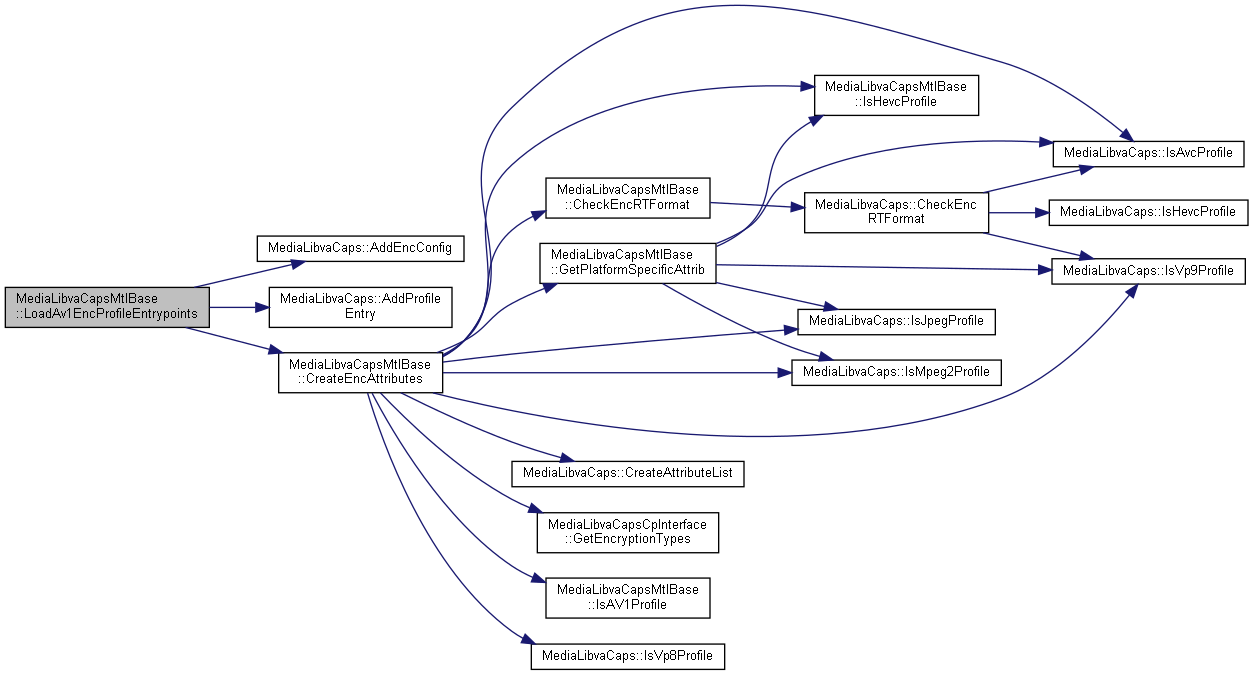 MediaLibvaCapsMtlBase
::LoadAv1EncProfileEntrypoints
MediaLibvaCaps::AddEncConfig
MediaLibvaCaps::AddProfile
Entry
MediaLibvaCapsMtlBase
::CreateEncAttributes
MediaLibvaCapsMtlBase
::CheckEncRTFormat
MediaLibvaCapsMtlBase
::GetPlatformSpecificAttrib
MediaLibvaCaps::CreateAttributeList
MediaLibvaCapsCpInterface
::GetEncryptionTypes
MediaLibvaCapsMtlBase
::IsAV1Profile
MediaLibvaCaps::IsVp8Profile
MediaLibvaCapsMtlBase
::IsHevcProfile
MediaLibvaCaps::CheckEnc
RTFormat
MediaLibvaCaps::IsJpegProfile
MediaLibvaCaps::IsMpeg2Profile
MediaLibvaCaps::IsAvcProfile
MediaLibvaCaps::IsHevcProfile
MediaLibvaCaps::IsVp9Profile